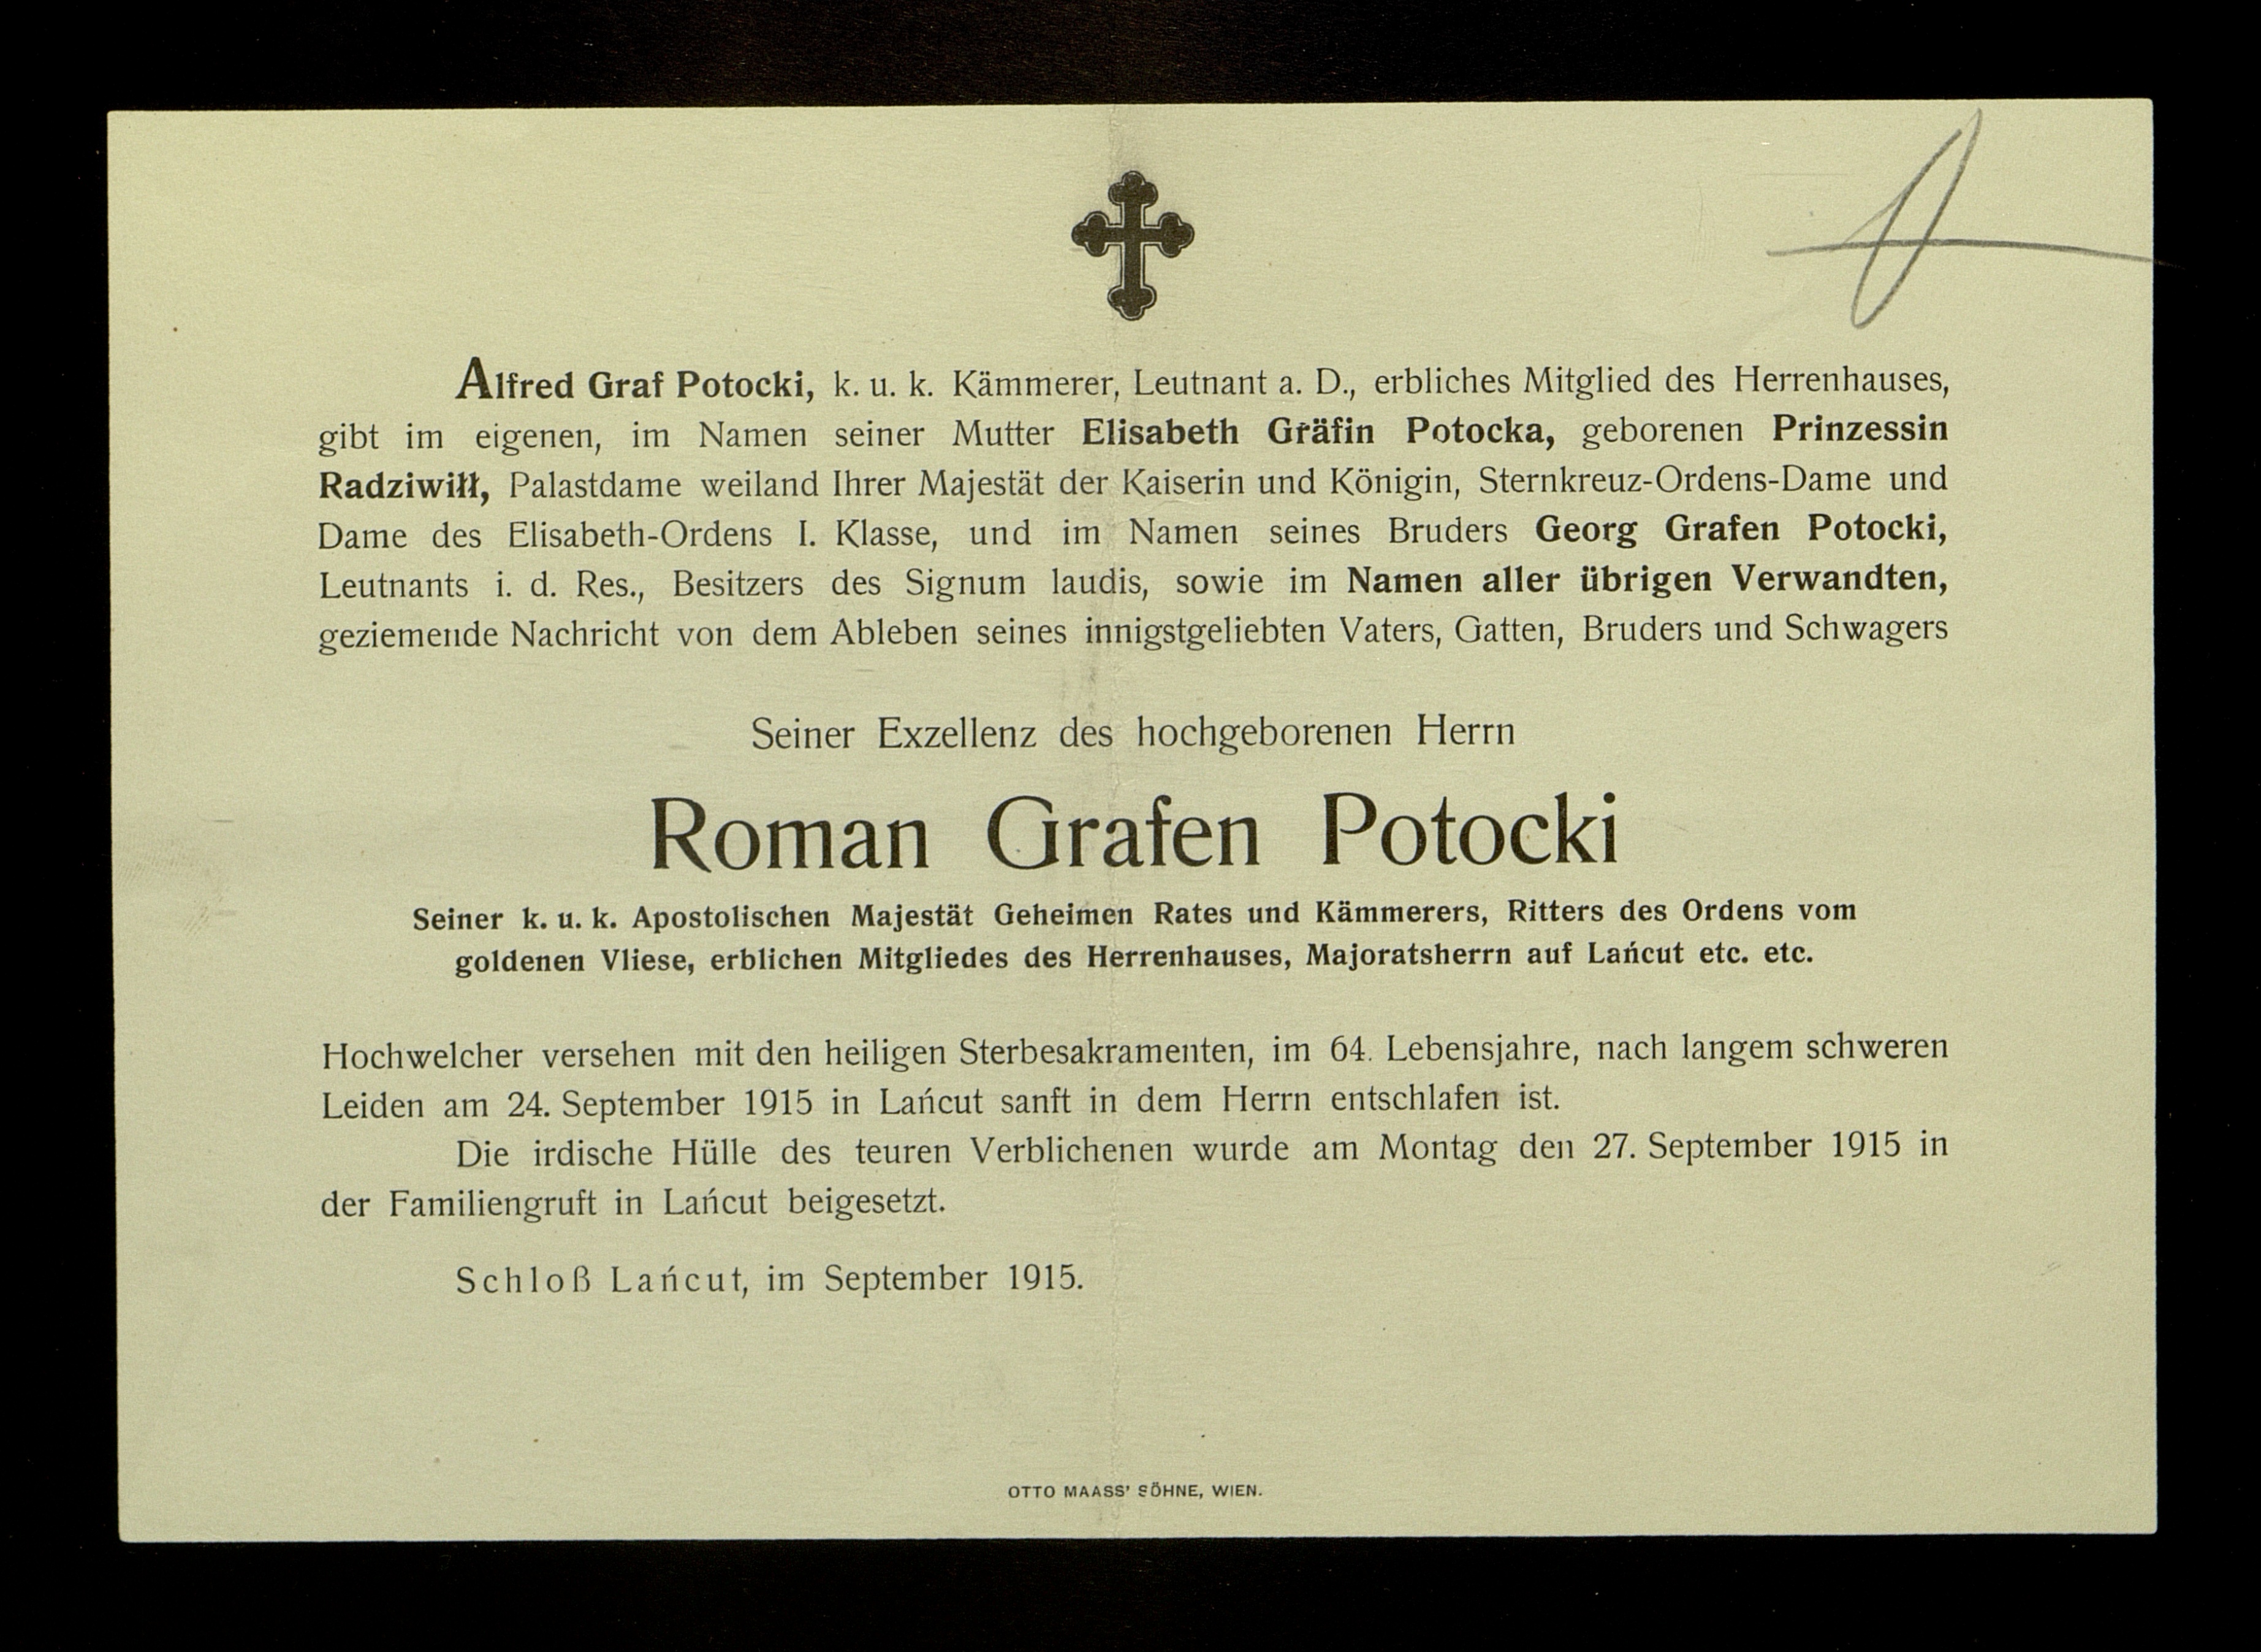 Alfred Graf Potocki, k. u. k. Kämmerer, Leutnant a. D., erbliches Mitglied des Herrenhauses,
gibt im eigenen, im Namen seiner Mutter Elisabeth Gräfin Potocka, geborenen Prinzessin
Radziwiłł, Palastdame weiland Ihrer Majestät der Kaiserin und Königin, Sternkreuz-Ordens-Dame und
Dame des Elisabeth-Ordens I. Klasse, und im Namen seines Bruders Georg Grafen Potocki,
Leutnants i. d. Res., Besitzers des Signum laudis, sowie im Namen aller übrigen Verwandten,
geziemende Nachricht von dem Ableben seines innigstgeliebten Vaters, Gatten, Bruders und Schwagers
Seiner Exzellenz des hochgeborenen Herrn
Roman Grafen Potocki
Seiner k. u. k. Apostolischen Majestät Geheimen Rates und Kämmerers, Ritters des Ordens vom
goldenen Vliese, erblichen Mitgliedes des Herrenhauses, Majoratsherrn auf Łańcut etc. etc.
Hochwelcher versehen mit den heiligen Sterbesakramenten, im 64. Lebensjahre, nach langem schweren
Leiden am 24. September 1915 in Lańcut sanft in dem Herrn entschlafen ist.
Die irdische Hülle des teuren Verblichenen wurde am Montag den 27. September 1915 in
der Familiengruft in Lańcut beigesetzt.
Schloß Lańcut, im September 1915.
OTTO MAASS' SÖHNE, WIEN.